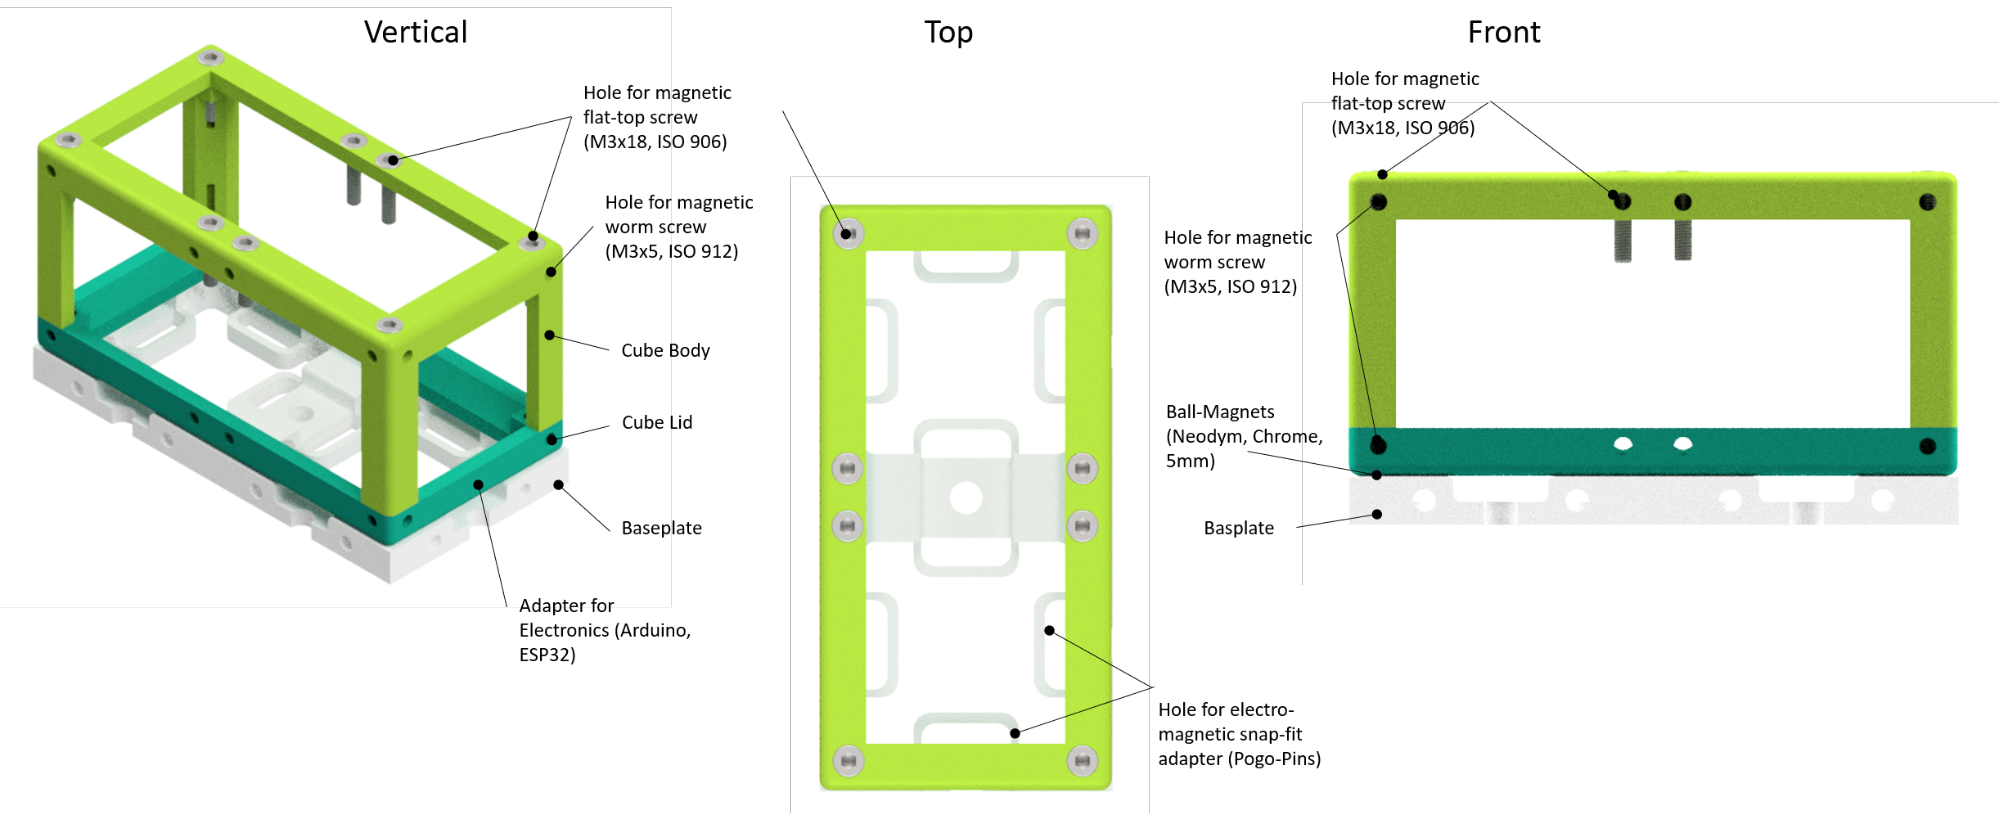 Vertical
Hole for magnetic
flat-top screw
(M3x18, ISO 906)
Hole for magnetic
worm screw
(M3x5, ISO 912)
Cube Body
Cube Lid
Baseplate
Adapter for
Electronics (Arduino,
ESP32)
Top
Hole for electro-
magnetic snap-fit
adapter (Pogo-Pins)
Front
Hole for magnetic
flat-top screw
(M3x18, ISO 906)
Hole for magnetic
worm screw
(M3x5, ISO 912)
Ball-Magnets
(Neodym, Chrome,
5mm)
Basplate